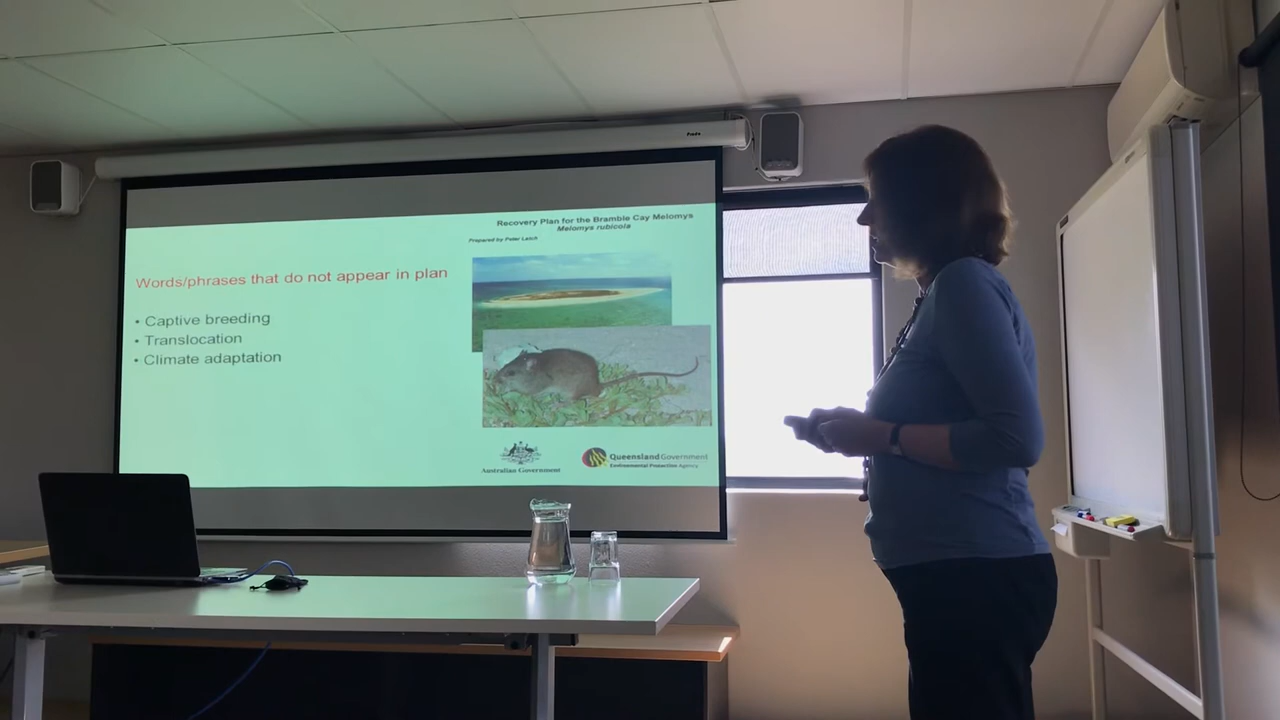 Recovery Plan for the Bramble Cay Melomys
Melomys rubicola
Prepared by Peter Latch
Words/phrases that do not appear in plan
• Captive breeding
• Translocation
• Climate adaptation
Australian Government
Queensland Government
Environmental Protection Agency